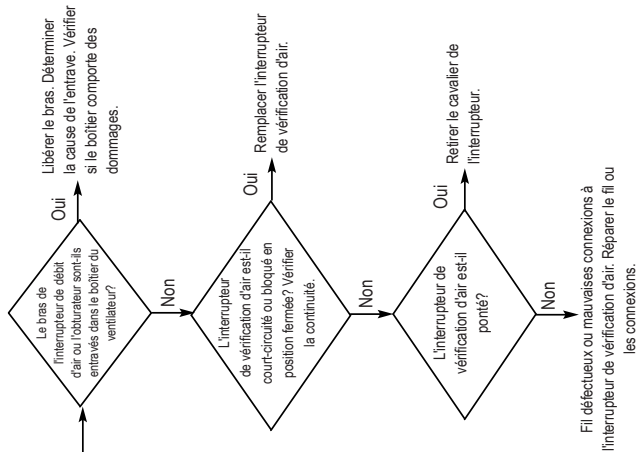 Le bras de
l'interrupteur de débit
d'air ou l'obturateur sont-ils
entravés dans le boîtier du
ventilateur?
Oui
Libérer le bras. Déterminer
la cause de l'entrave. Vérifier
si le boîtier comporte des
dommages.
Non
L'interrupteur
de vérification d'air est-il
court-circuité ou bloqué en
position fermée? Vérifier
la continuité.
Oui
Remplacer l'interrupteur
de vérification d'air.
Non
L'interrupteur de
vérification d'air est-il
ponté?
Oui
Retirer le cavalier de
l'interrupteur.
Non
Fil défectueux ou mauvaises connexions à
l'interrupteur de vérification d'air. Réparer le fil ou
les connexions.